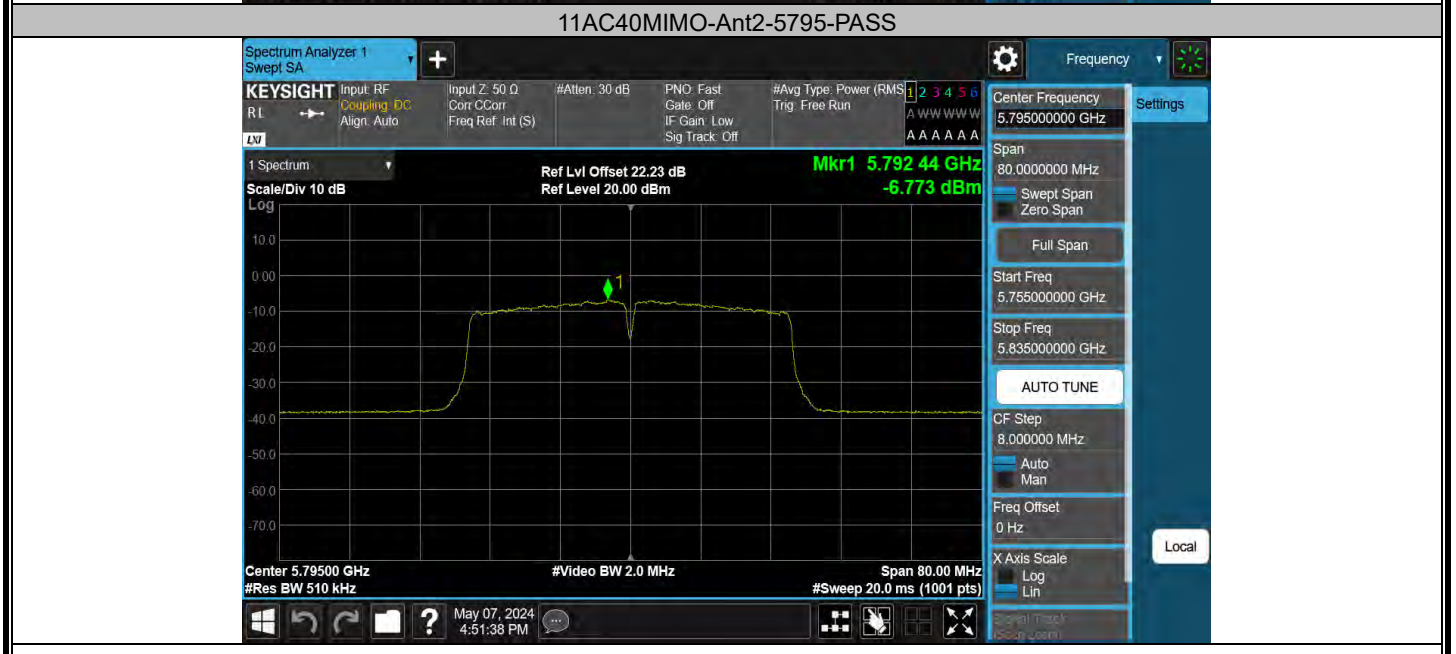 11AC40MIMO-Ant2-5795-PASS
Spectrum Analyzer 1
Swept SA
+
Frequency
KEYSIGHT
RL
LXI
Input: RF
Coupling: DC
Align: Auto
Input Z: 50 Ω
Corr CCorr
Freq Ref: Int (S)
#Atten: 30 dB
PNO: Fast
Gate: Off
IF Gain: Low
Sig Track: Off
#Avg Type: Power (RMS
Trig: Free Run
1 2 3 4 5 6
A W W W W W
A A A A A A
Center Frequency
5.795000000 GHz
Settings
1 Spectrum
Scale/Div 10 dB
Log
Ref Lvl Offset 22.23 dB
Ref Level 20.00 dBm
Mkr1 5.792 44 GHz
-6.773 dBm
Span
80.0000000 MHz
Swept Span
Zero Span
Full Span
Start Freq
5.755000000 GHz
Stop Freq
5.835000000 GHz
AUTO TUNE
CF Step
8.000000 MHz
Auto
Man
Freq Offset
0 Hz
X Axis Scale
Log
Lin
Local
1
10.0
0.00
-10.0
-20.0
-30.0
-40.0
-50.0
-60.0
-70.0
Center 5.79500 GHz
#Res BW 510 kHz
#Video BW 2.0 MHz
Span 80.00 MHz
#Sweep 20.0 ms (1001 pts)
?
May 07, 2024
4:51:38 PM